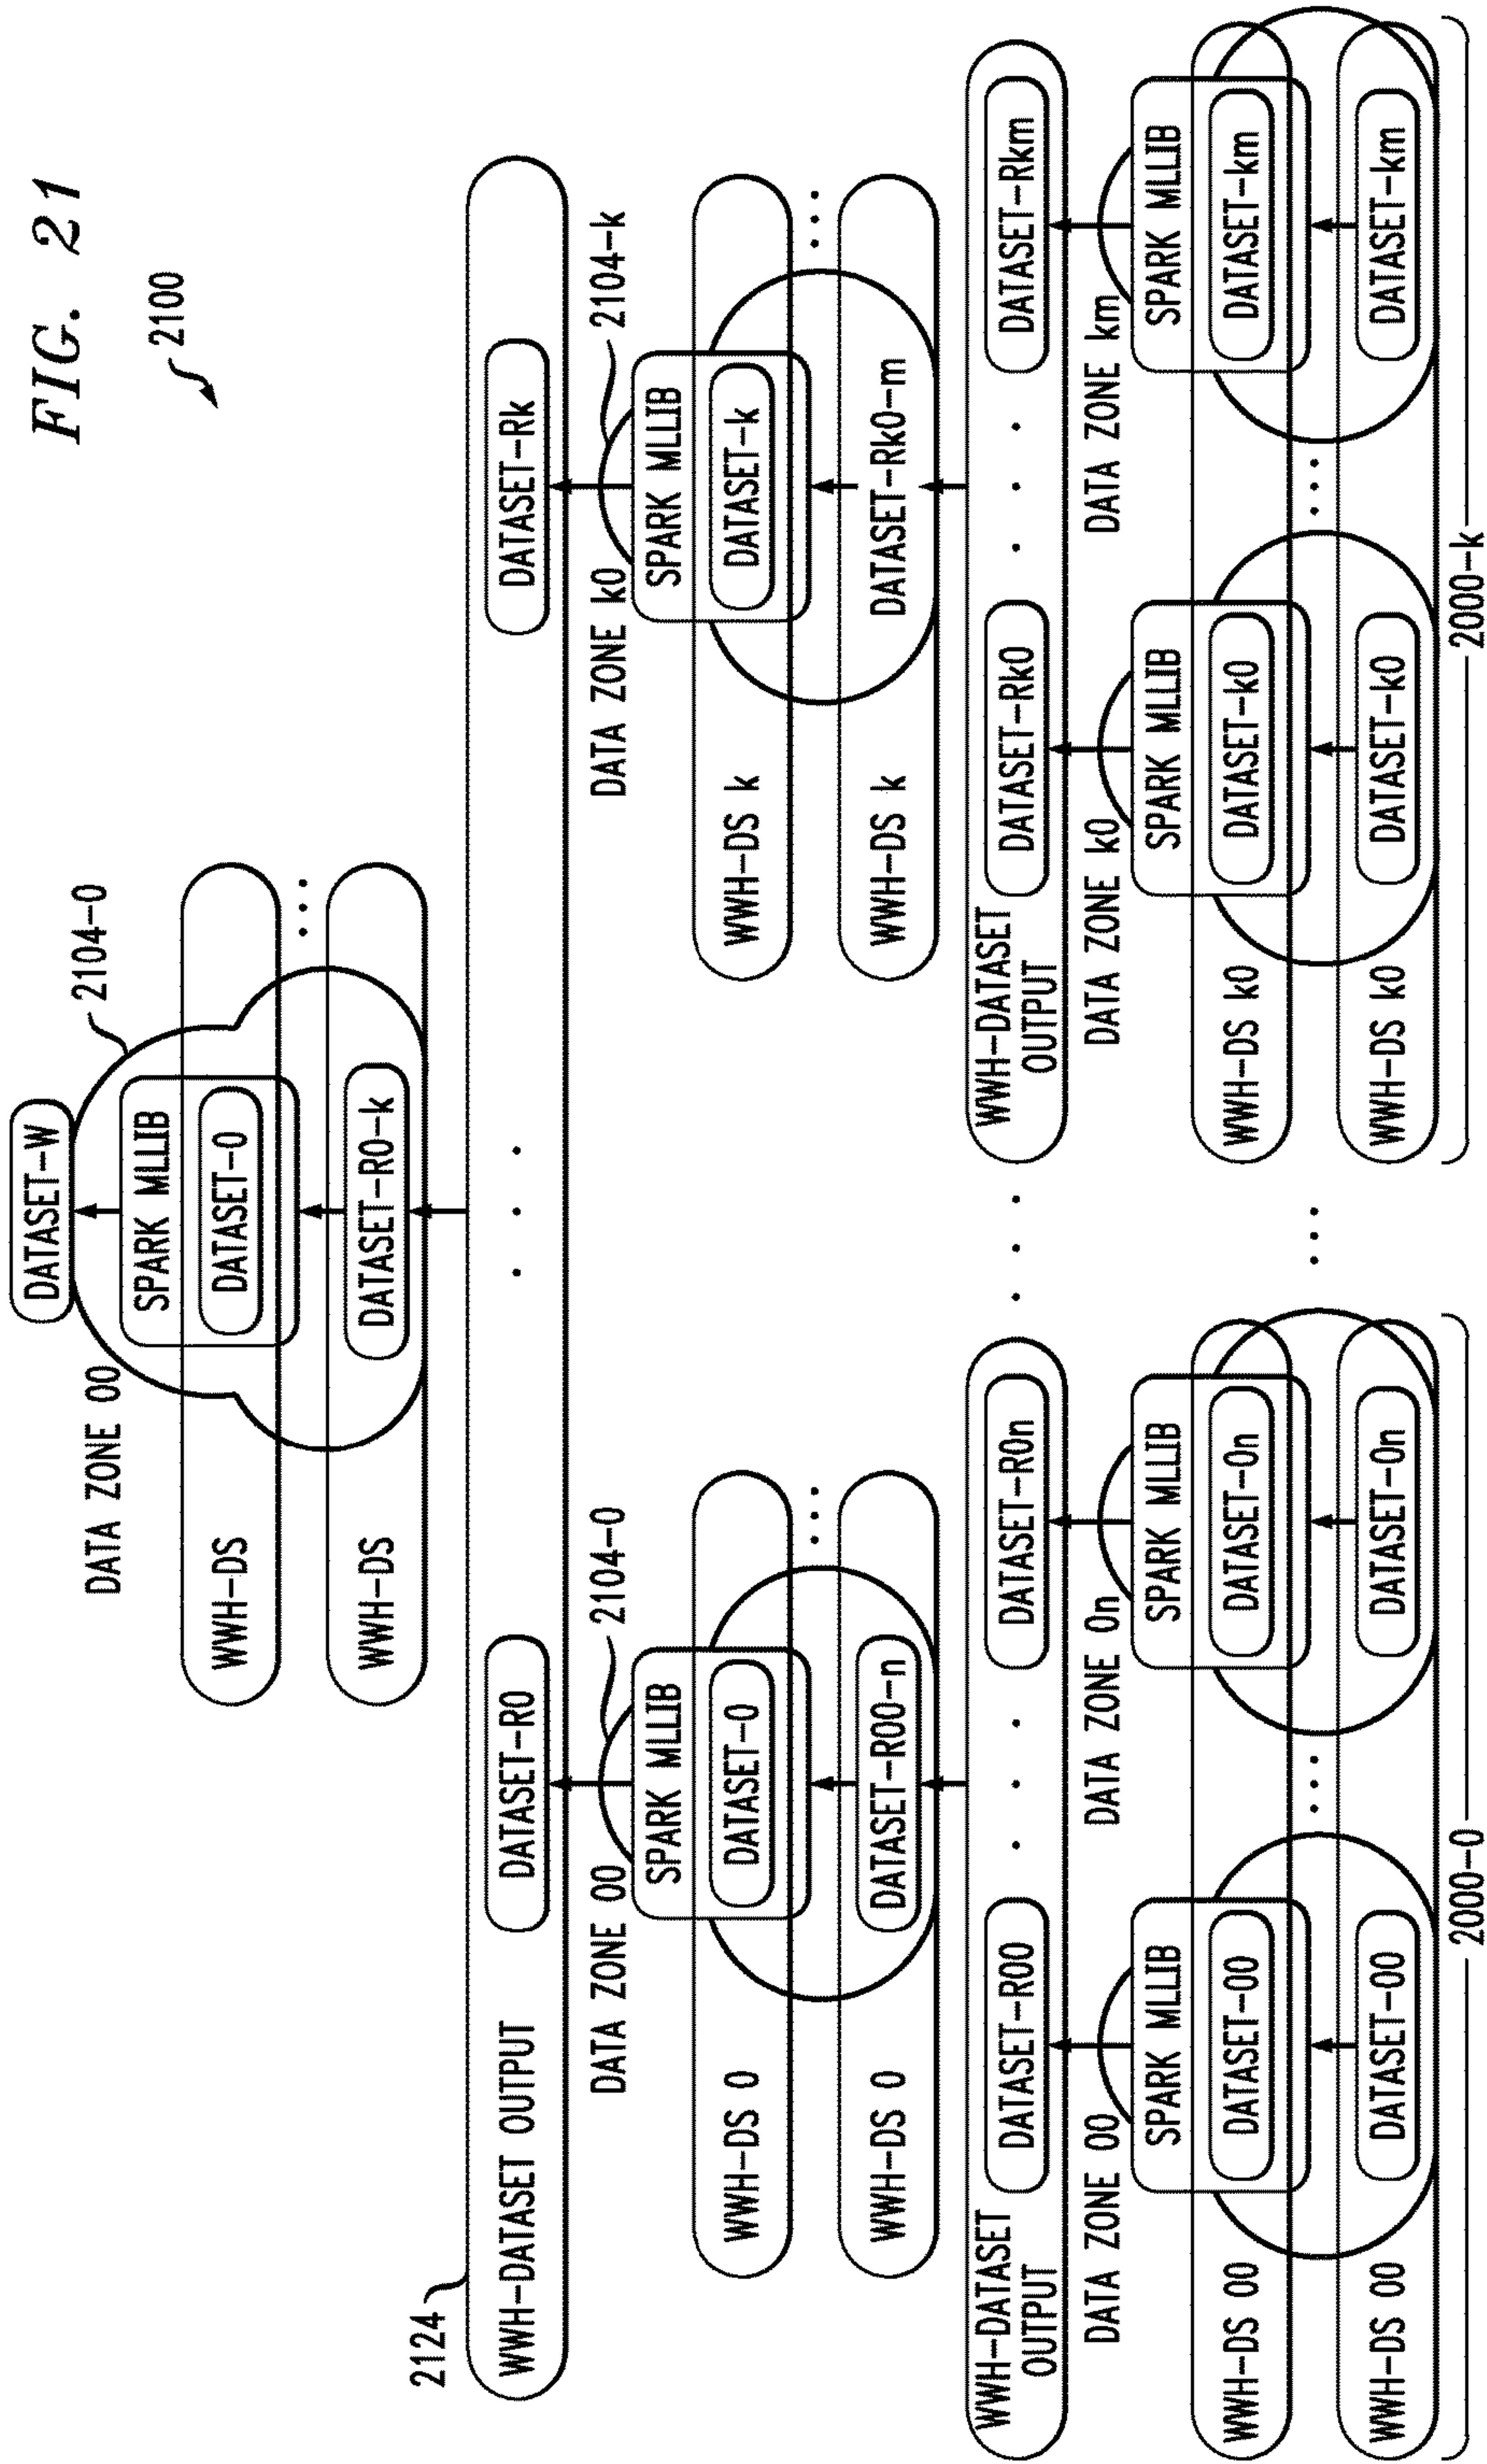 FIG. 21
2100
DATASET-W
2104-0
DATA ZONE 00
SPARK MLLIB
WWH-DS
DATASET-0
...
WWH-DS
DATASET-R0-k
2124
WWH-DATASET OUTPUT
DATASET-R0
. . .
DATASET-Rk
DATA ZONE 00
2104-0
DATA ZONE k0
2104-k
SPARK MLLIB
SPARK MLLIB
WWH-DS 0
DATASET-0
...
WWH-DS k
DATASET-k
...
WWH-DS 0
DATASET-R00-n
WWH-DS k
DATASET-Rk0-m
WWH-DATASET
OUTPUT
DATASET-R00
. . .
DATASET-R0n
. . .
WWH-DATASET
OUTPUT
DATASET-Rk0
. . .
DATASET-Rkm
DATA ZONE 00
DATA ZONE 0n
DATA ZONE k0
DATA ZONE km
SPARK MLLIB
SPARK MLLIB
SPARK MLLIB
SPARK MLLIB
WWH-DS 00
DATASET-00
DATASET-0n
WWH-DS k0
DATASET-k0
DATASET-km
...
...
...
WWH-DS 00
DATASET-00
DATASET-0n
WWH-DS k0
DATASET-k0
DATASET-km
2000-0
2000-k